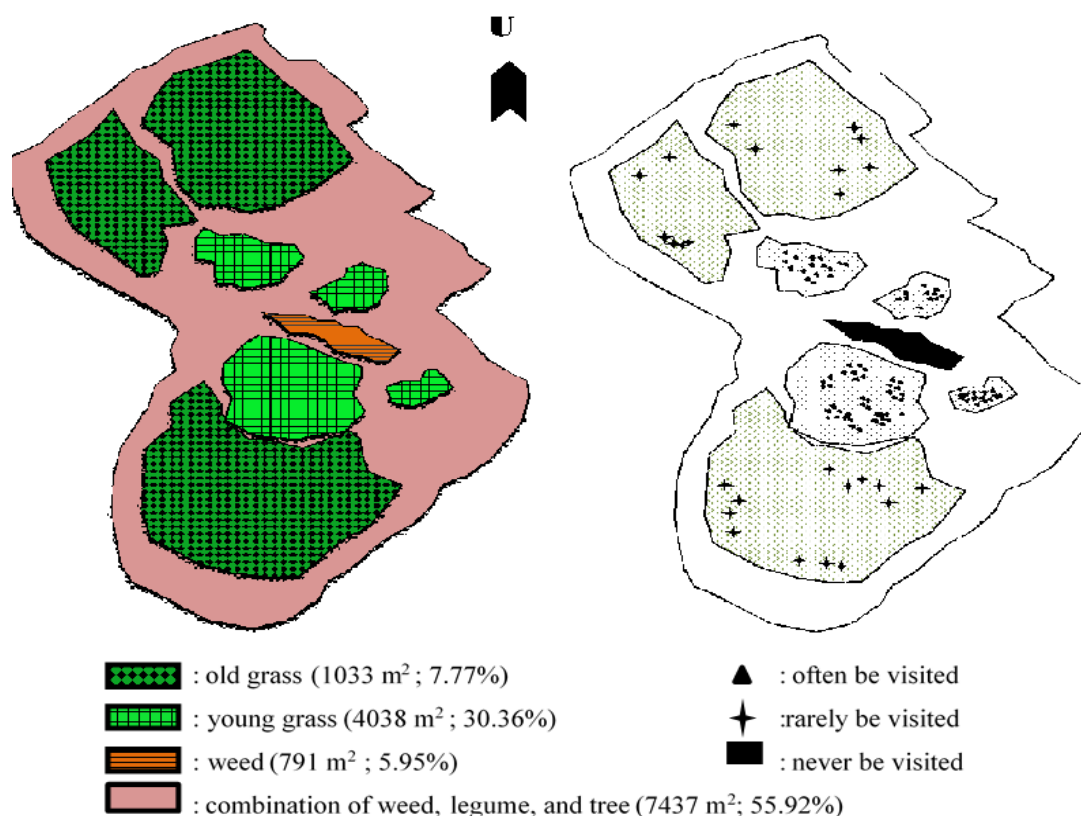 U
: old grass (1033 m²; 7.77%)
: young grass (4038 m²; 30.36%)
: weed (791 m²; 5.95%)
: combination of weed, legume, and tree (7437 m²; 55.92%)
: often be visited
:rarely be visited
: never be visited